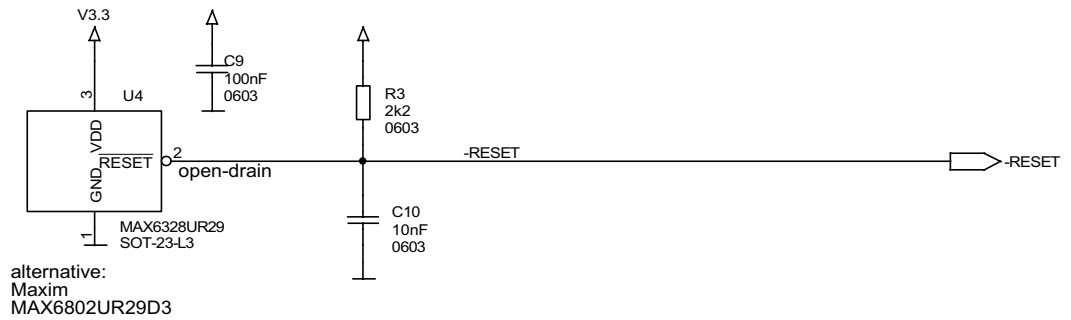 V3.3
C9
100nF
0603
3
U4
R3
2k2
0603
VDD
RESET
GND
2
open-drain
-RESET
-RESET
1
MAX6328UR29
SOT-23-L3
C10
10nF
0603
alternative:
Maxim
MAX6802UR29D3